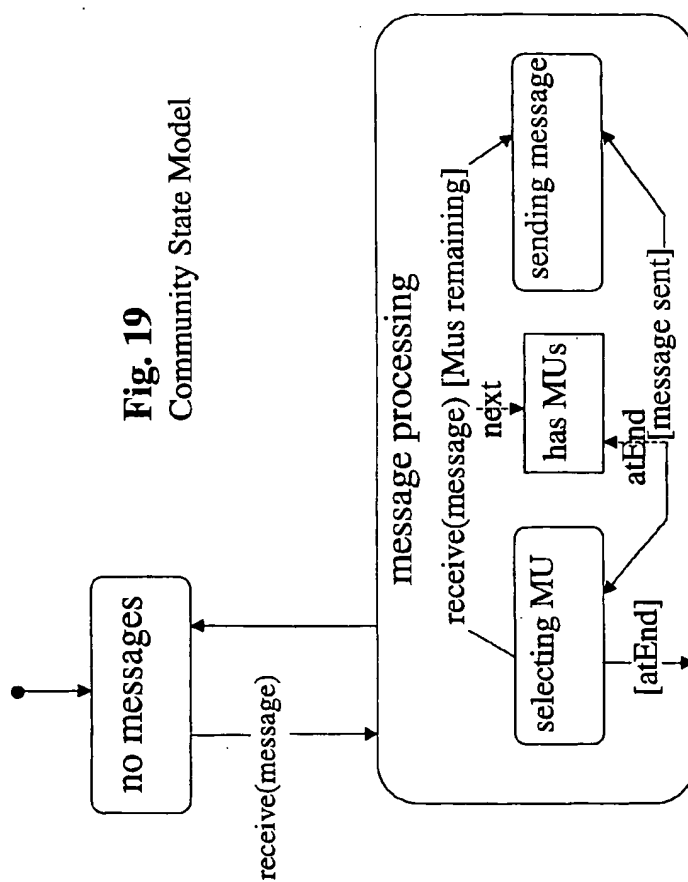 Fig. 19
Community State Model
no messages
receive(message)
message processing
receive(message) [Mus remaining]
next
selecting MU
has MUs
sending message
atEnd
[message sent]
[atEnd]